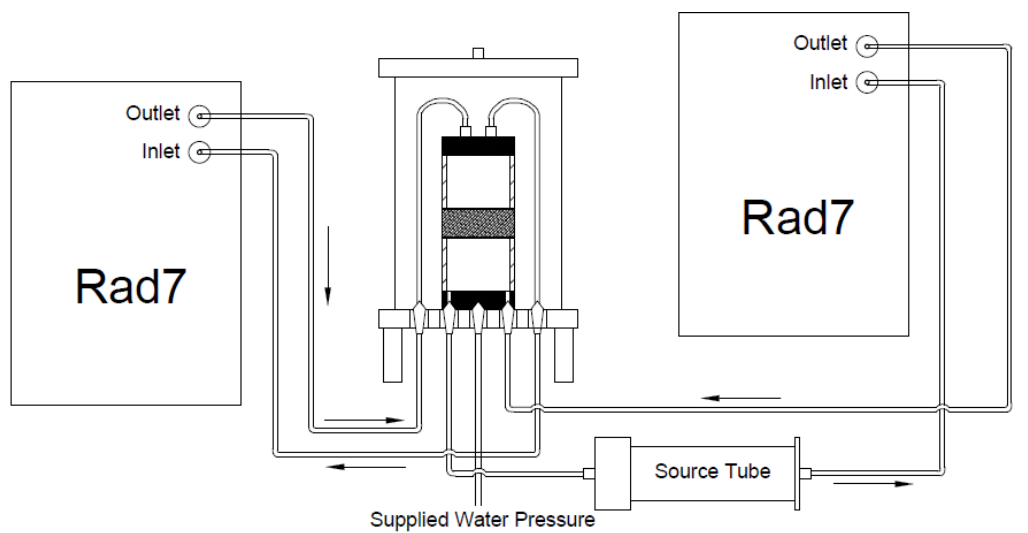 Outlet
Inlet
Rad7
Outlet
Inlet
Rad7
Source Tube
Supplied Water Pressure